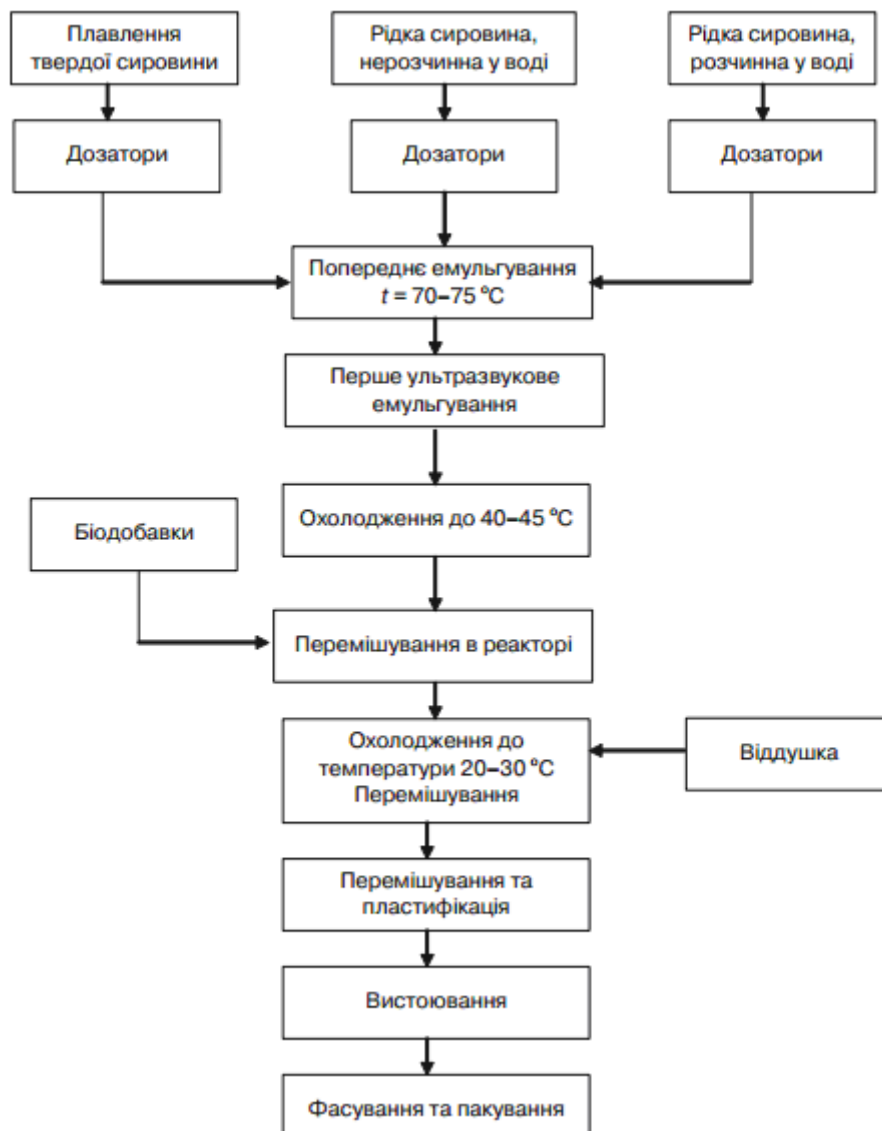 Плавлення
твердої сировини
Рідка сировина,
нерозчинна у воді
Рідка сировина,
розчинна у воді
Дозатори
Дозатори
Дозатори
Попереднє емульгування
t = 70–75 °С
Перше ультразвукове
емульгування
Охолодження до 40–45 °С
Біодобавки
Перемішування в реакторі
Охолодження до
температури 20–30 °С
Перемішування
Віддушка
Перемішування та
пластифікація
Вистоювання
Фасування та пакування